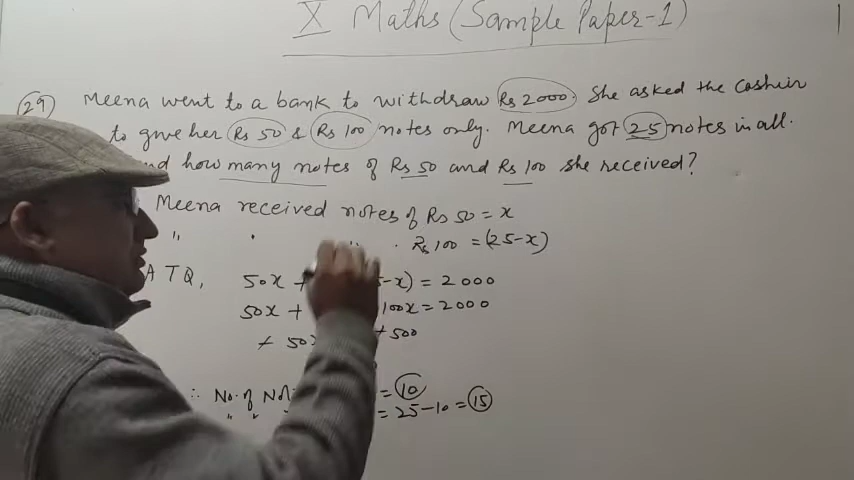 X Maths (Sample Paper-1)
29 Meena went to a bank to withdraw Rs 2000. She asked the cashier
to give her Rs 50 & Rs 100 notes only. Meena got 25 notes in all.
how many notes of Rs 50 and Rs 100 she received?
Meena received notes of Rs 50 = x
" " " Rs 100 = (25-x)
ATQ, 50x + -x) = 2000
50x + 100x = 2000
+ 500
∴ No. of = 10
" " = 25-10 = 15